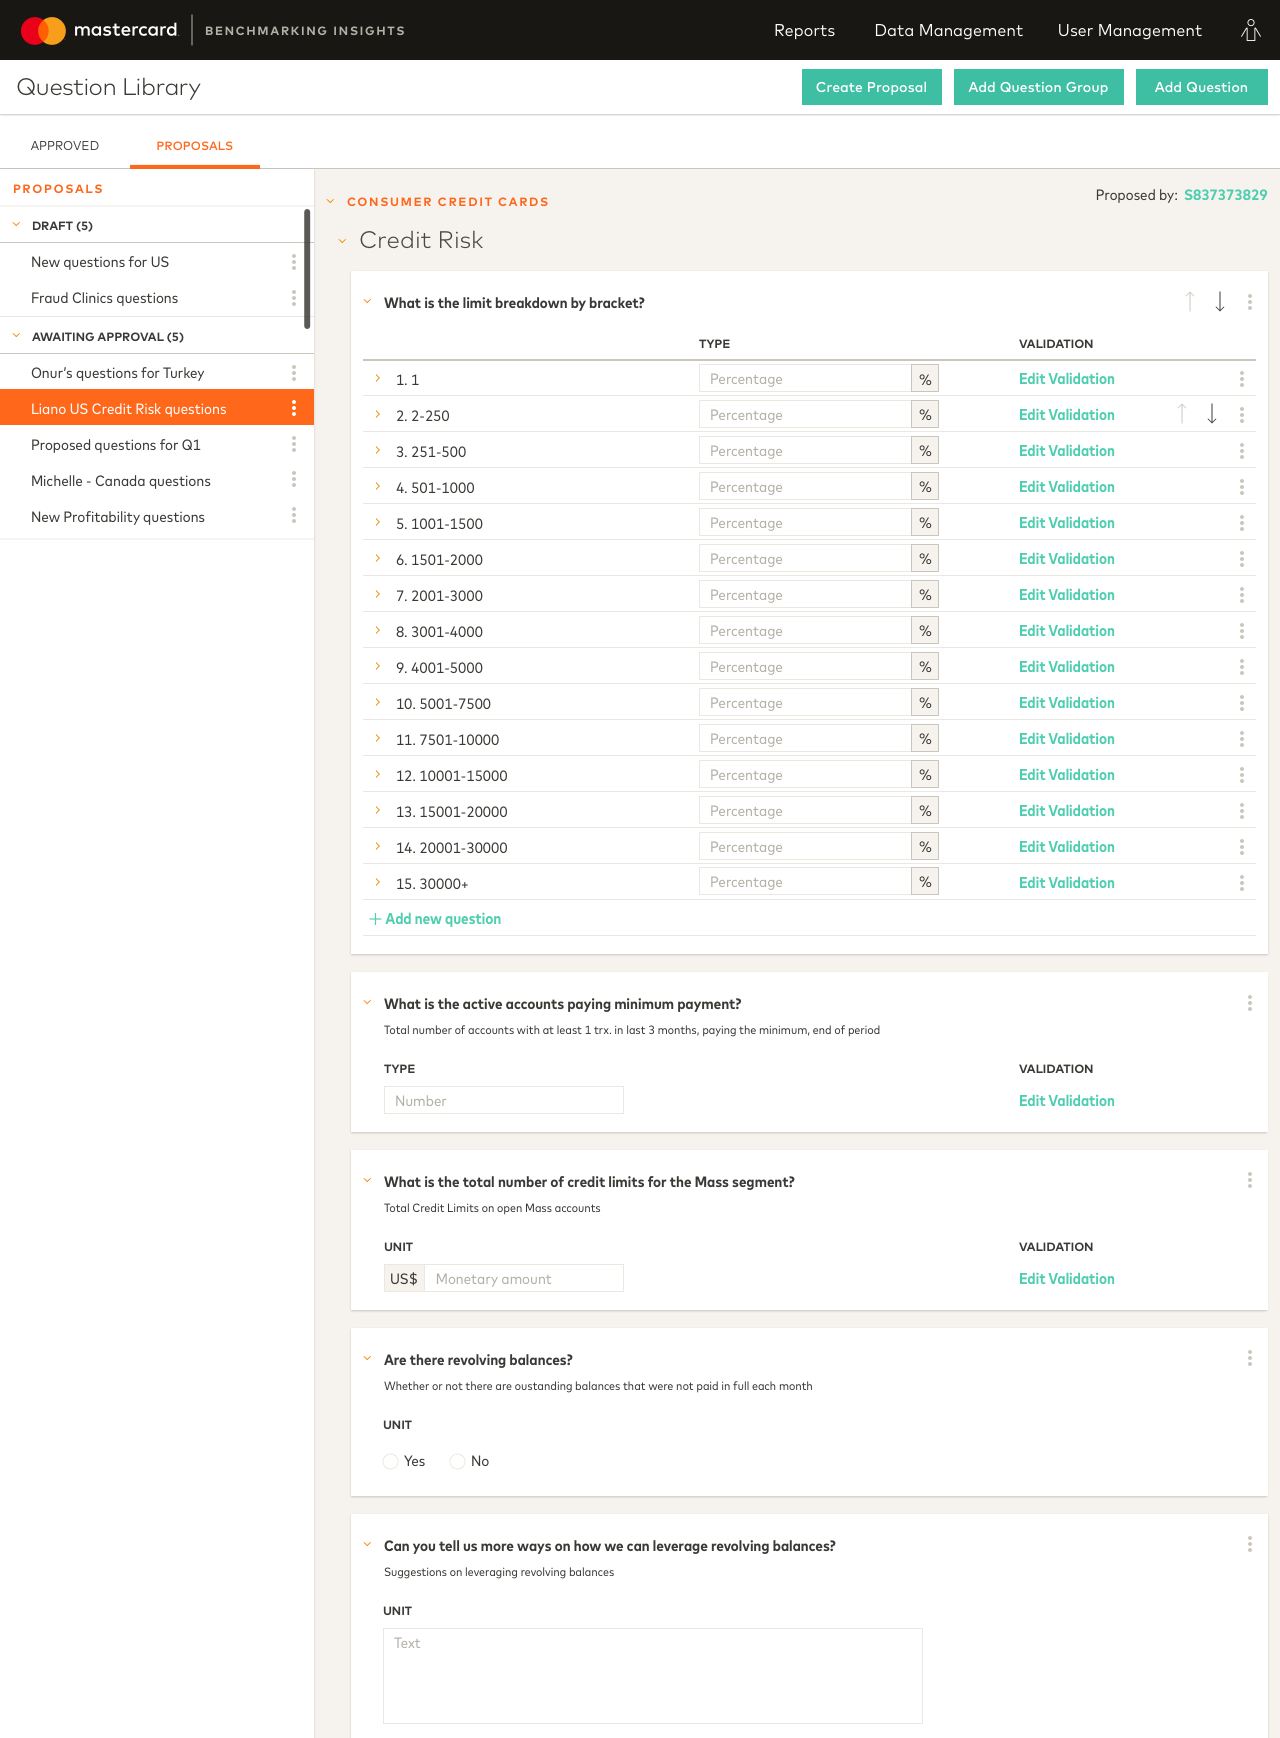 mastercard BENCHMARKING INSIGHTS Reports Data Management User Management
Question Library Create Proposal Add Question Group Add Question
APPROVED PROPOSALS
PROPOSALS
DRAFT (5)
New questions for US
Fraud Clinics questions
AWAITING APPROVAL (5)
Onur's questions for Turkey
Liano US Credit Risk questions
Proposed questions for Q1
Michelle - Canada questions
New Profitability questions
Proposed by: S837373829
CONSUMER CREDIT CARDS
Credit Risk
What is the limit breakdown by bracket?
TYPE VALIDATION
1. 1 Percentage % Edit Validation
2. 2-250 Percentage % Edit Validation
3. 251-500 Percentage % Edit Validation
4. 501-1000 Percentage % Edit Validation
5. 1001-1500 Percentage % Edit Validation
6. 1501-2000 Percentage % Edit Validation
7. 2001-3000 Percentage % Edit Validation
8. 3001-4000 Percentage % Edit Validation
9. 4001-5000 Percentage % Edit Validation
10. 5001-7500 Percentage % Edit Validation
11. 7501-10000 Percentage % Edit Validation
12. 10001-15000 Percentage % Edit Validation
13. 15001-20000 Percentage % Edit Validation
14. 20001-30000 Percentage % Edit Validation
15. 30000+ Percentage % Edit Validation
+ Add new question
What is the active accounts paying minimum payment?
Total number of accounts with at least 1 trx. in last 3 months, paying the minimum, end of period
TYPE VALIDATION
Number Edit Validation
What is the total number of credit limits for the Mass segment?
Total Credit Limits on open Mass accounts
UNIT VALIDATION
US$ Monetary amount Edit Validation
Are there revolving balances?
Whether or not there are oustanding balances that were not paid in full each month
UNIT
Yes No
Can you tell us more ways on how we can leverage revolving balances?
Suggestions on leveraging revolving balances
UNIT
Text